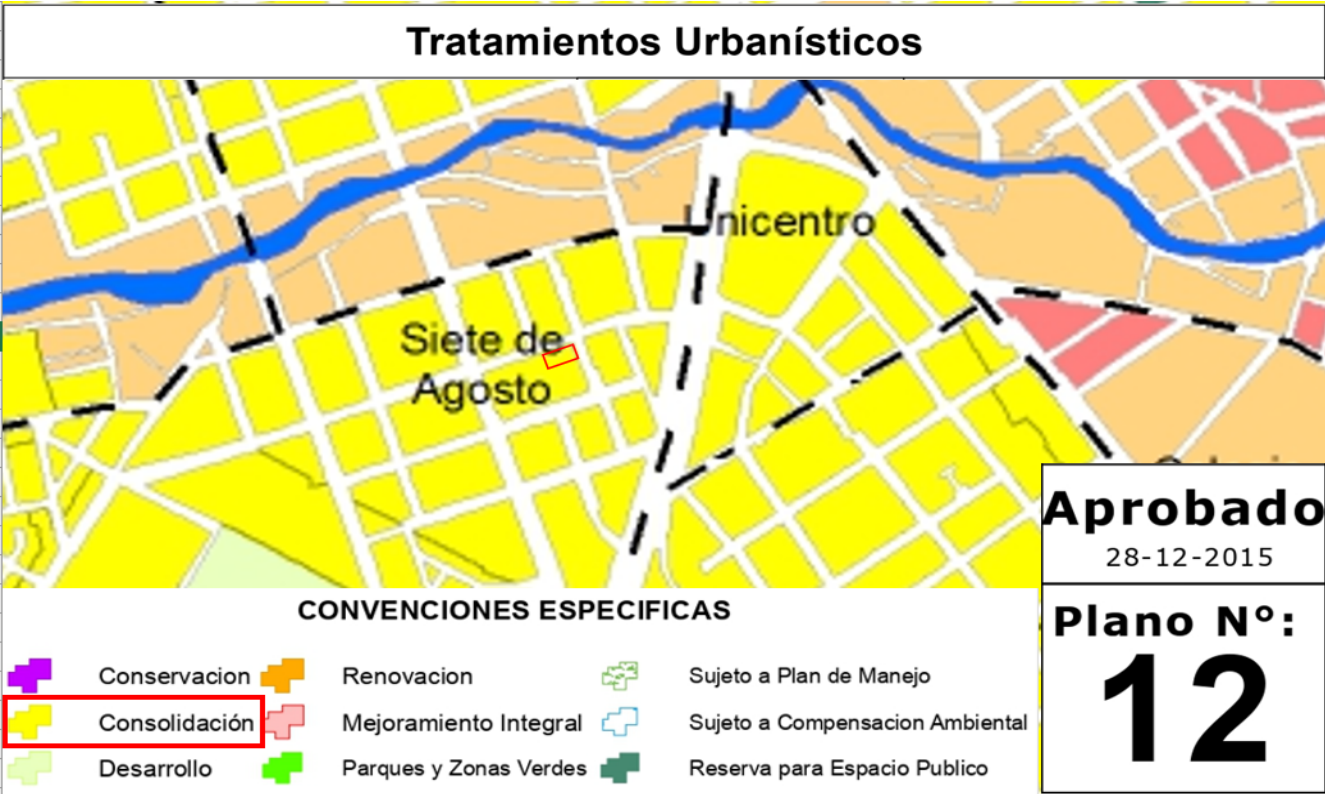 Tratamientos Urbanísticos
Unicentro
Siete de
Agosto
Aprobado
28-12-2015
Plano N°:
12
CONVENCIONES ESPECIFICAS
Conservacion
Renovacion
Sujeto a Plan de Manejo
Consolidación
Mejoramiento Integral
Sujeto a Compensacion Ambiental
Desarrollo
Parques y Zonas Verdes
Reserva para Espacio Publico